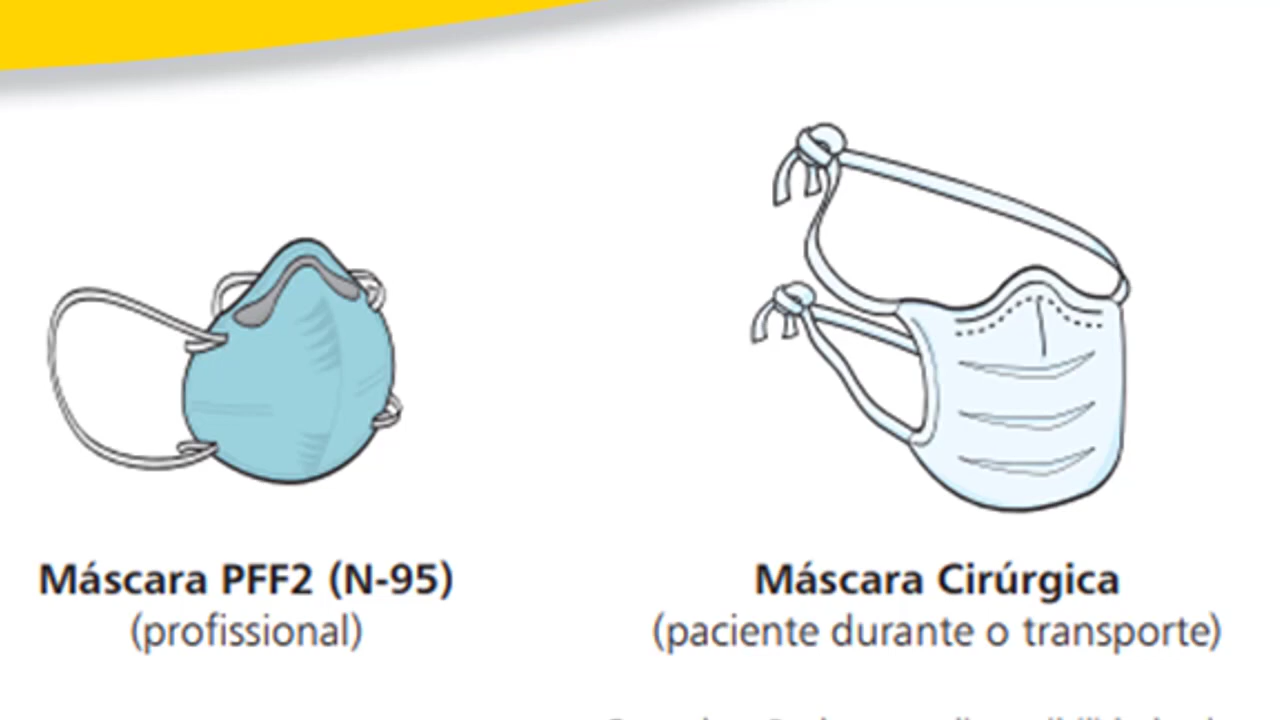 Máscara PFF2 (N-95)
(profissional)
Máscara Cirúrgica
(paciente durante o transporte)